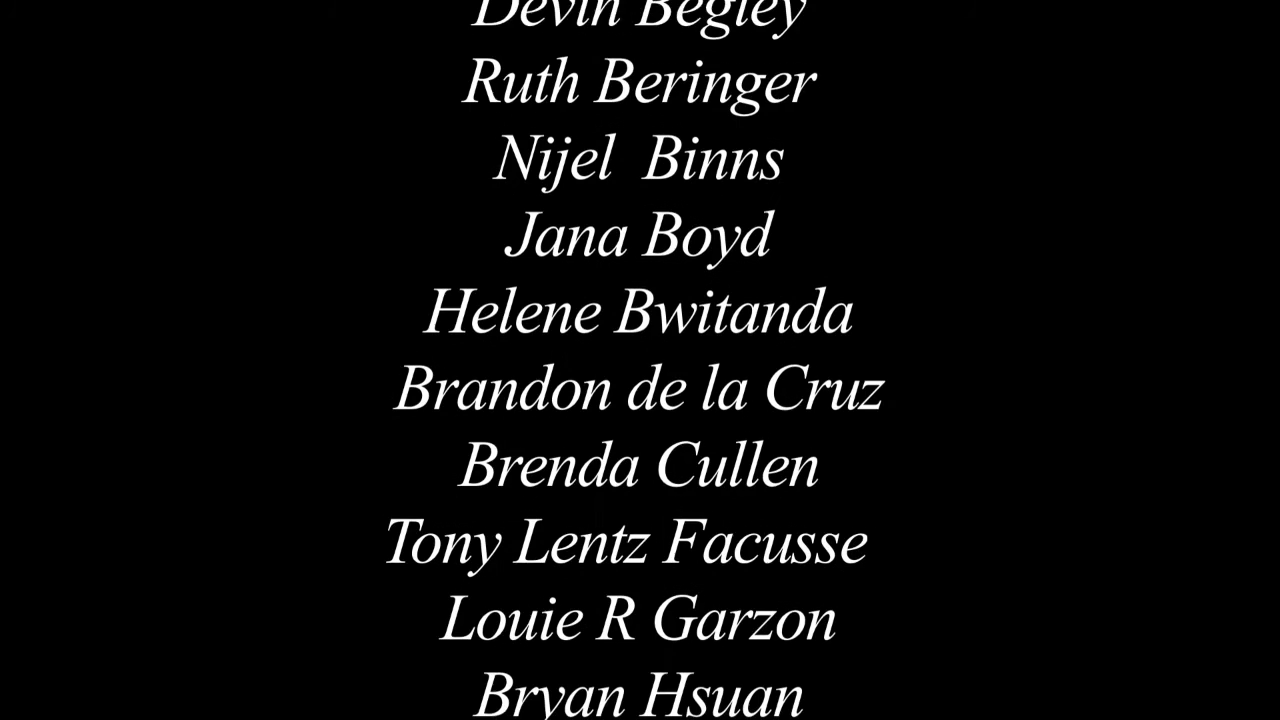 Devin Begley
Ruth Beringer
Nijel  Binns
Jana Boyd
Helene Bwitanda
Brandon de la Cruz
Brenda Cullen
Tony Lentz Facusse
Louie R Garzon
Bryan Hsuan